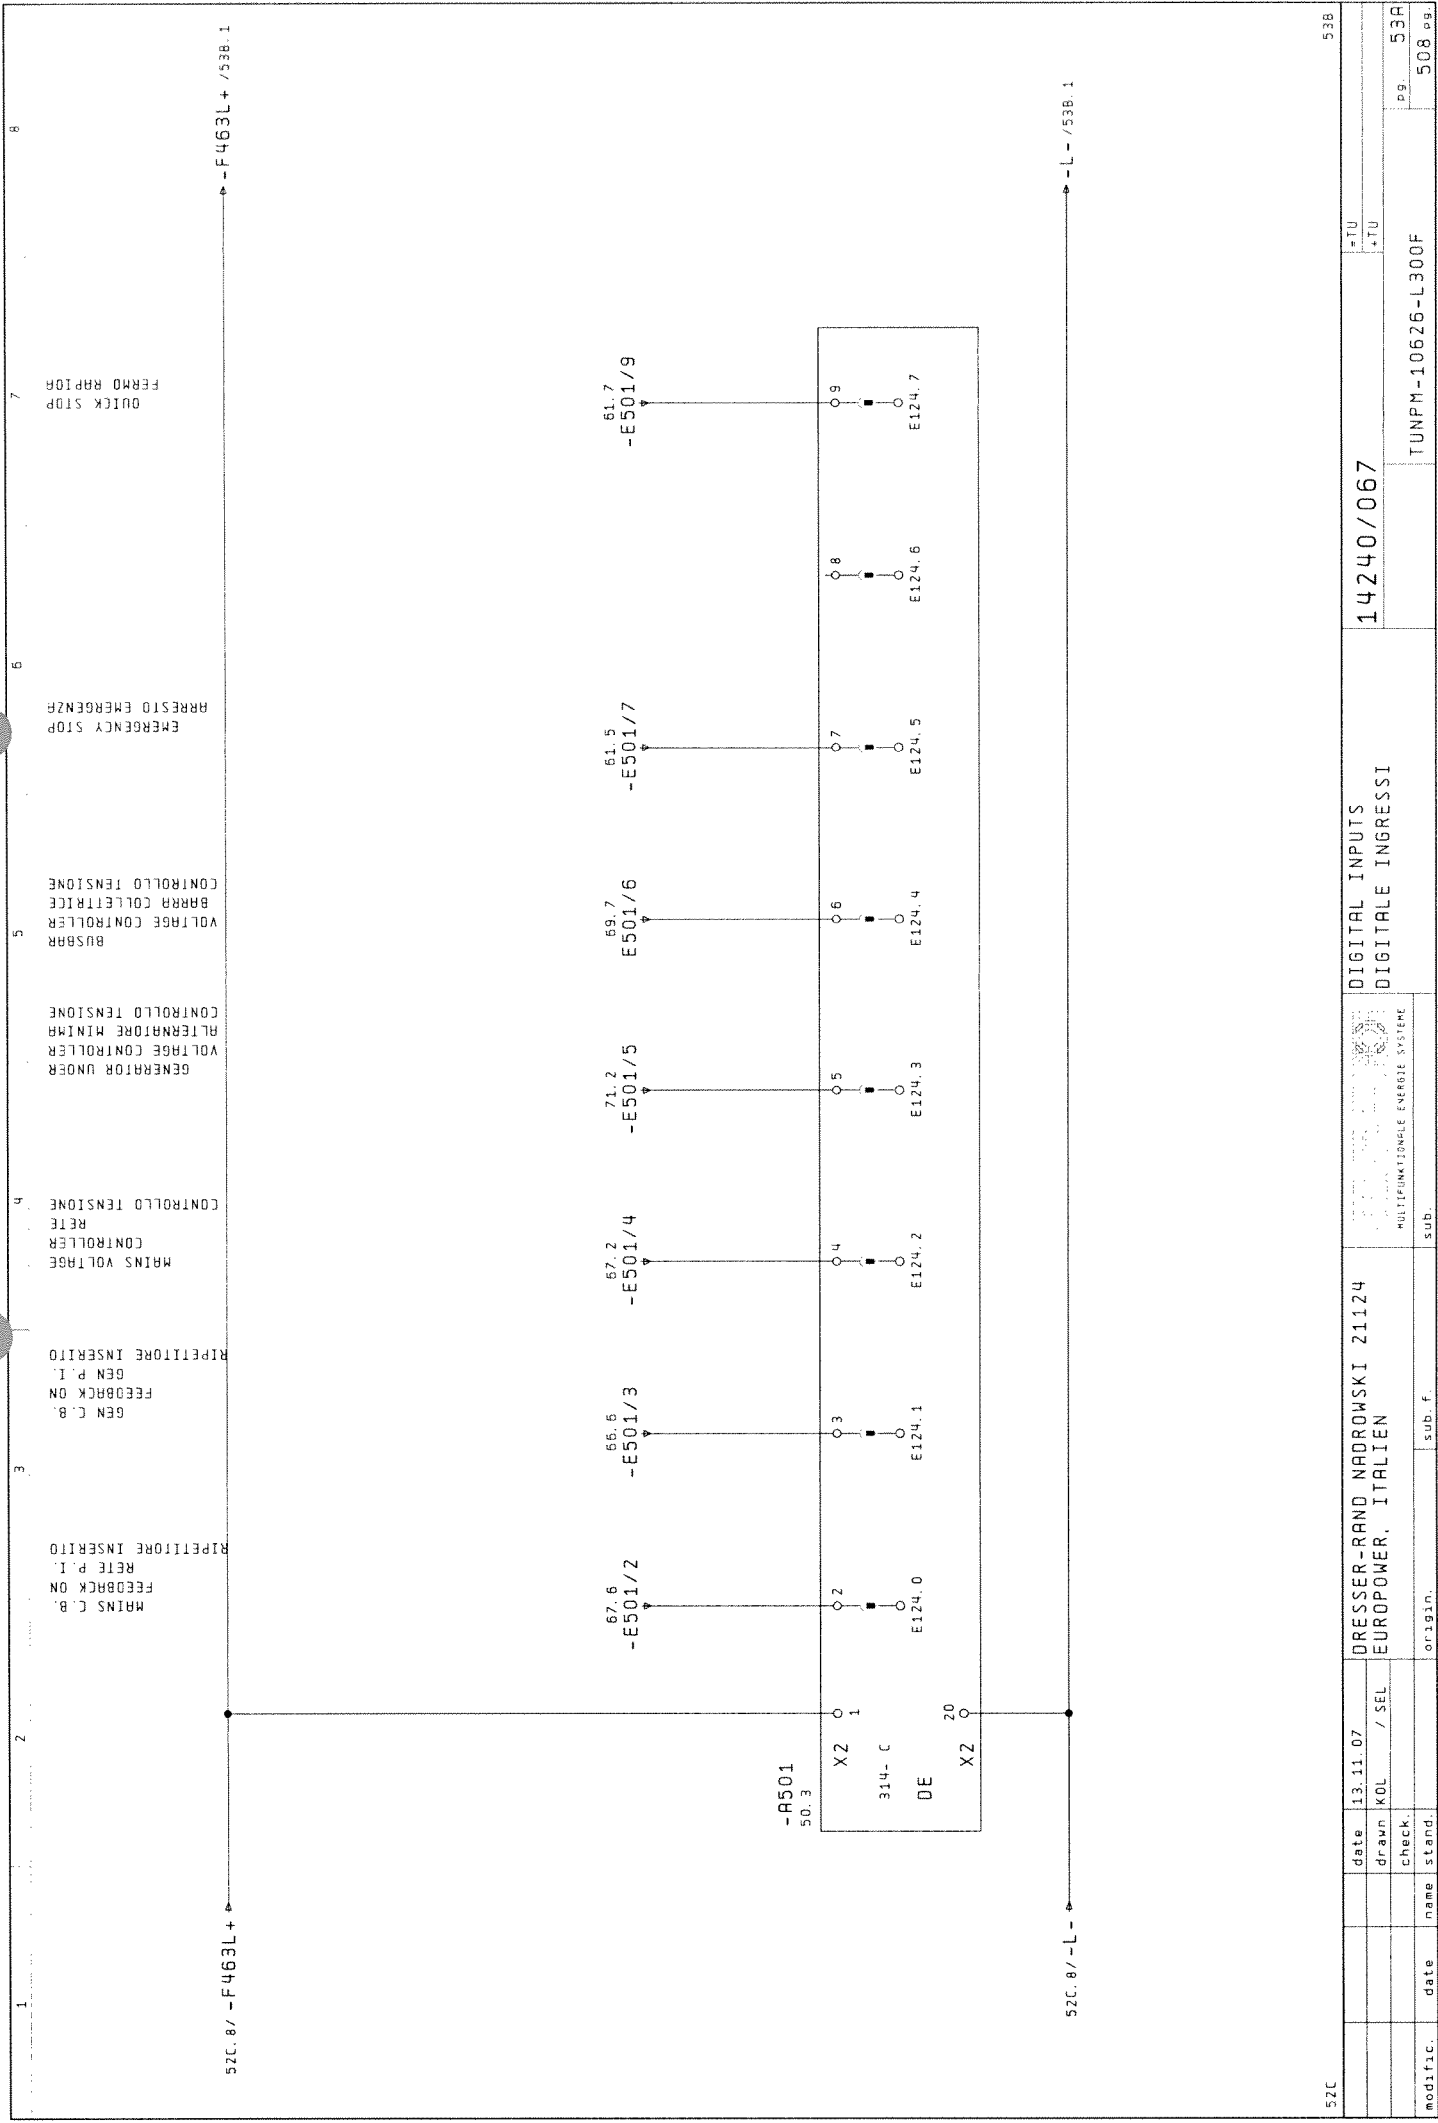 1 2 3 4 5 6 7 8
MAINS C.B.
FEEDBACK ON
RETE P.I.
RIPETITORE INSERITO
GEN C.B.
FEEDBACK ON
GEN P.I.
RIPETITORE INSERITO
MAINS VOLTAGE
CONTROLLER
RETE
CONTROLLO TENSIONE
GENERATOR UNDER
VOLTAGE CONTROLLER
ALTERNATORE MINIMA
CONTROLLO TENSIONE
BUSBAR
VOLTAGE CONTROLLER
BARRA COLLETTRICE
CONTROLLO TENSIONE
EMERGENCY STOP
ARRESTO EMERGENZA
QUICK STOP
FERMO RAPIDA
52C.8/ -F463L+
-F463L+ /53B.1
67.6
-E501/2
66.6
-E501/3
67.2
-E501/4
71.2
-E501/5
69.7
E501/6
61.5
-E501/7
61.7
-E501/9
-A501
50.3
X2
1
2 3 4 5 6 7 8 9
314- C
DE
E124.0 E124.1 E124.2 E124.3 E124.4 E124.5 E124.6 E124.7
X2
20
52C.8/ -L-
-L- /53B.1
52C
53B
date 13.11.07
drawn KOL / SEL
check.
modific. date name stand.
DRESSER-RAND NADROWSKI 21124
EUROPOWER, ITALIEN
origin. sub. f. sub.
MULTIFUNKTIONALE ENERGIE SYSTEME
DIGITAL INPUTS
DIGITALE INGRESSI
14240/067
=TU
+TU
TUNPM-10626-L300F
pg. 53A
508 pg.